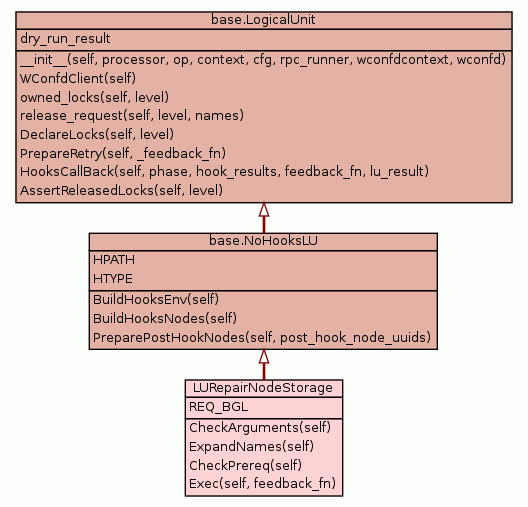 base.LogicalUnit
dry_run_result
__init__(self, processor, op, context, cfg, rpc_runner, wconfdcontext, wconfd)
WConfdClient(self)
owned_locks(self, level)
release_request(self, level, names)
DeclareLocks(self, level)
PrepareRetry(self, _feedback_fn)
HooksCallBack(self, phase, hook_results, feedback_fn, lu_result)
AssertReleasedLocks(self, level)
base.NoHooksLU
HPATH
HTYPE
BuildHooksEnv(self)
BuildHooksNodes(self)
PreparePostHookNodes(self, post_hook_node_uuids)
LURepairNodeStorage
REQ_BGL
CheckArguments(self)
ExpandNames(self)
CheckPrereq(self)
Exec(self, feedback_fn)